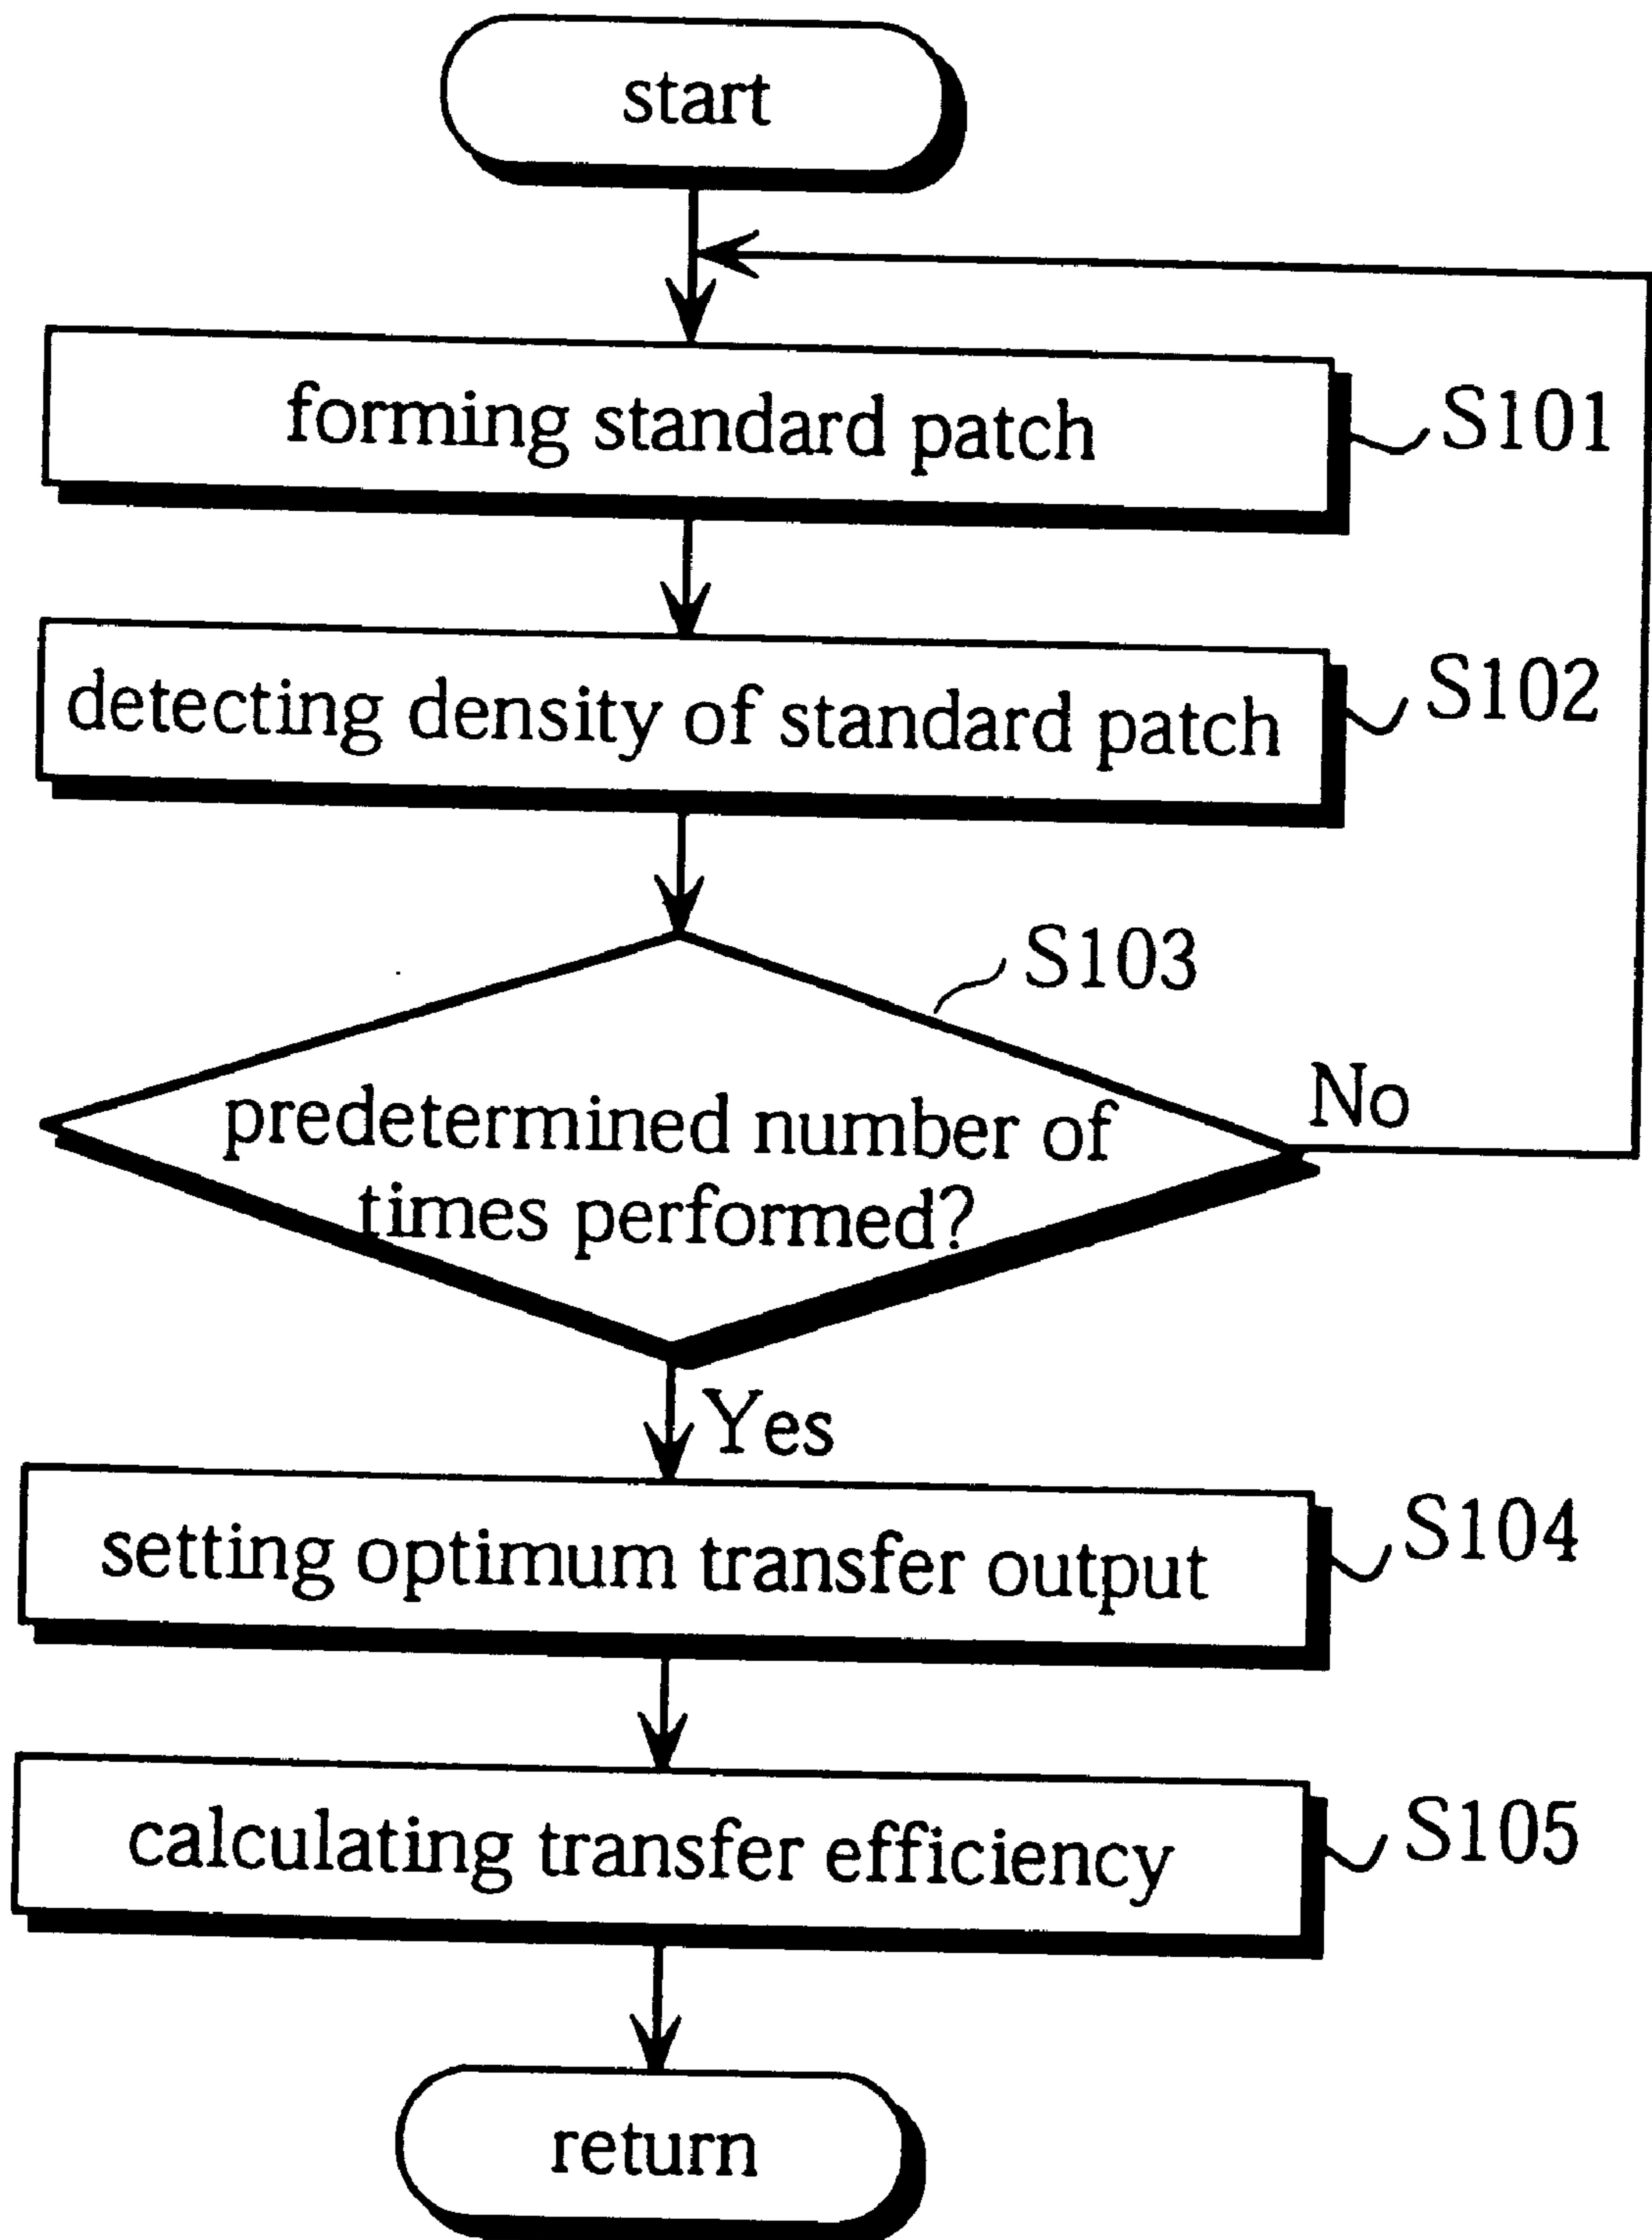 start
forming standard patch
S101
detecting density of standard patch
S102
S103
predetermined number of
times performed?
No
Yes
setting optimum transfer output
S104
calculating transfer efficiency
S105
return